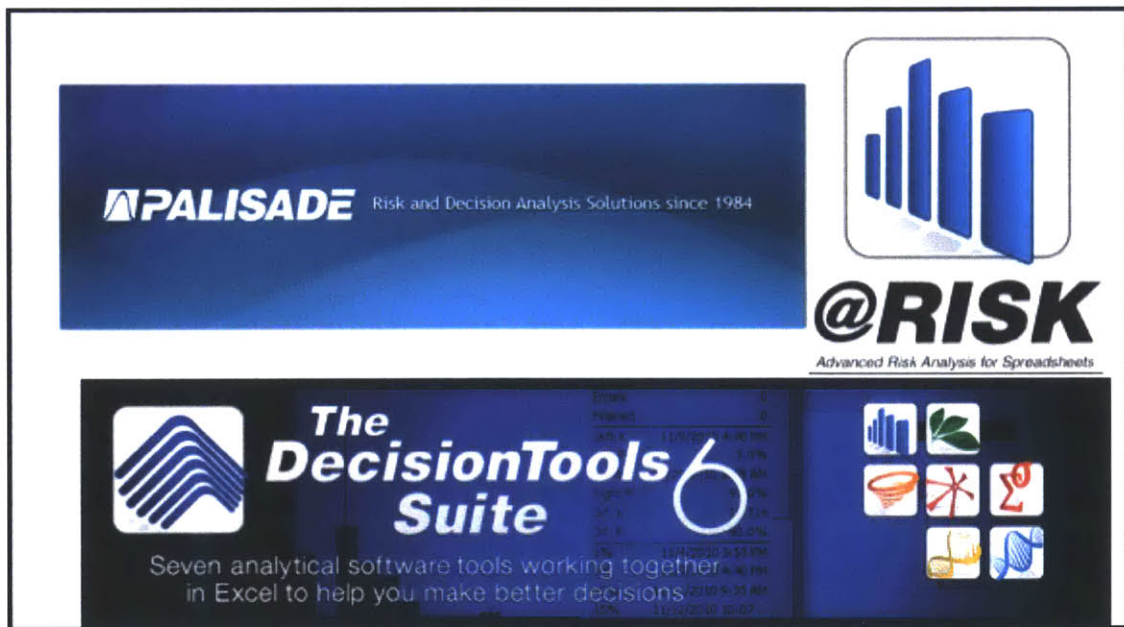 PALISADE Risk and Decision Analysis Solutions since 1984
@RISK
Advanced Risk Analysis for Spreadsheets
The
DecisionTools 6
Suite
Seven analytical software tools working together
in Excel to help you make better decisions